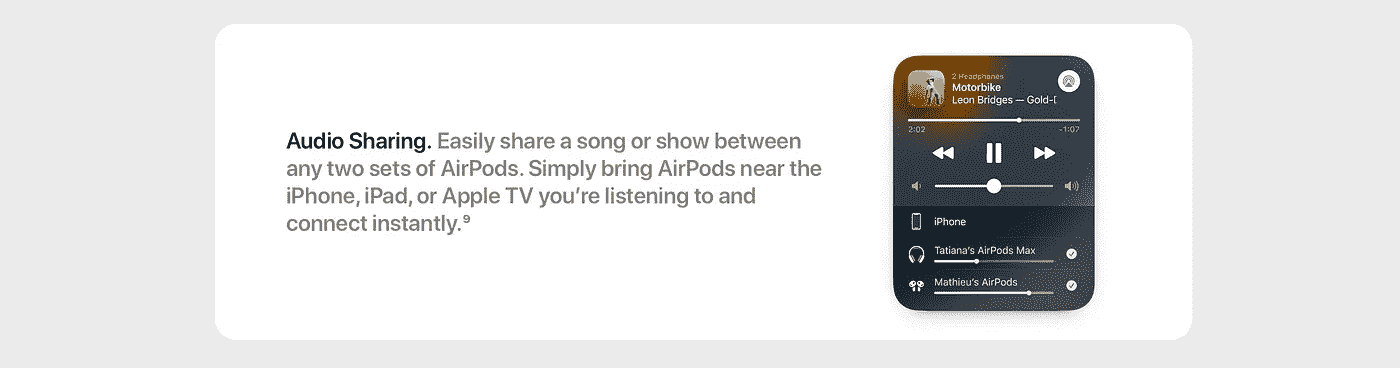 Audio Sharing. Easily share a song or show between
any two sets of AirPods. Simply bring AirPods near the
iPhone, iPad, or Apple TV you’re listening to and
connect instantly.⁹
2 Headphones
Motorbike
Leon Bridges — Gold-D
2:02
-1:07
iPhone
Tatiana’s AirPods Max
Mathieu’s AirPods